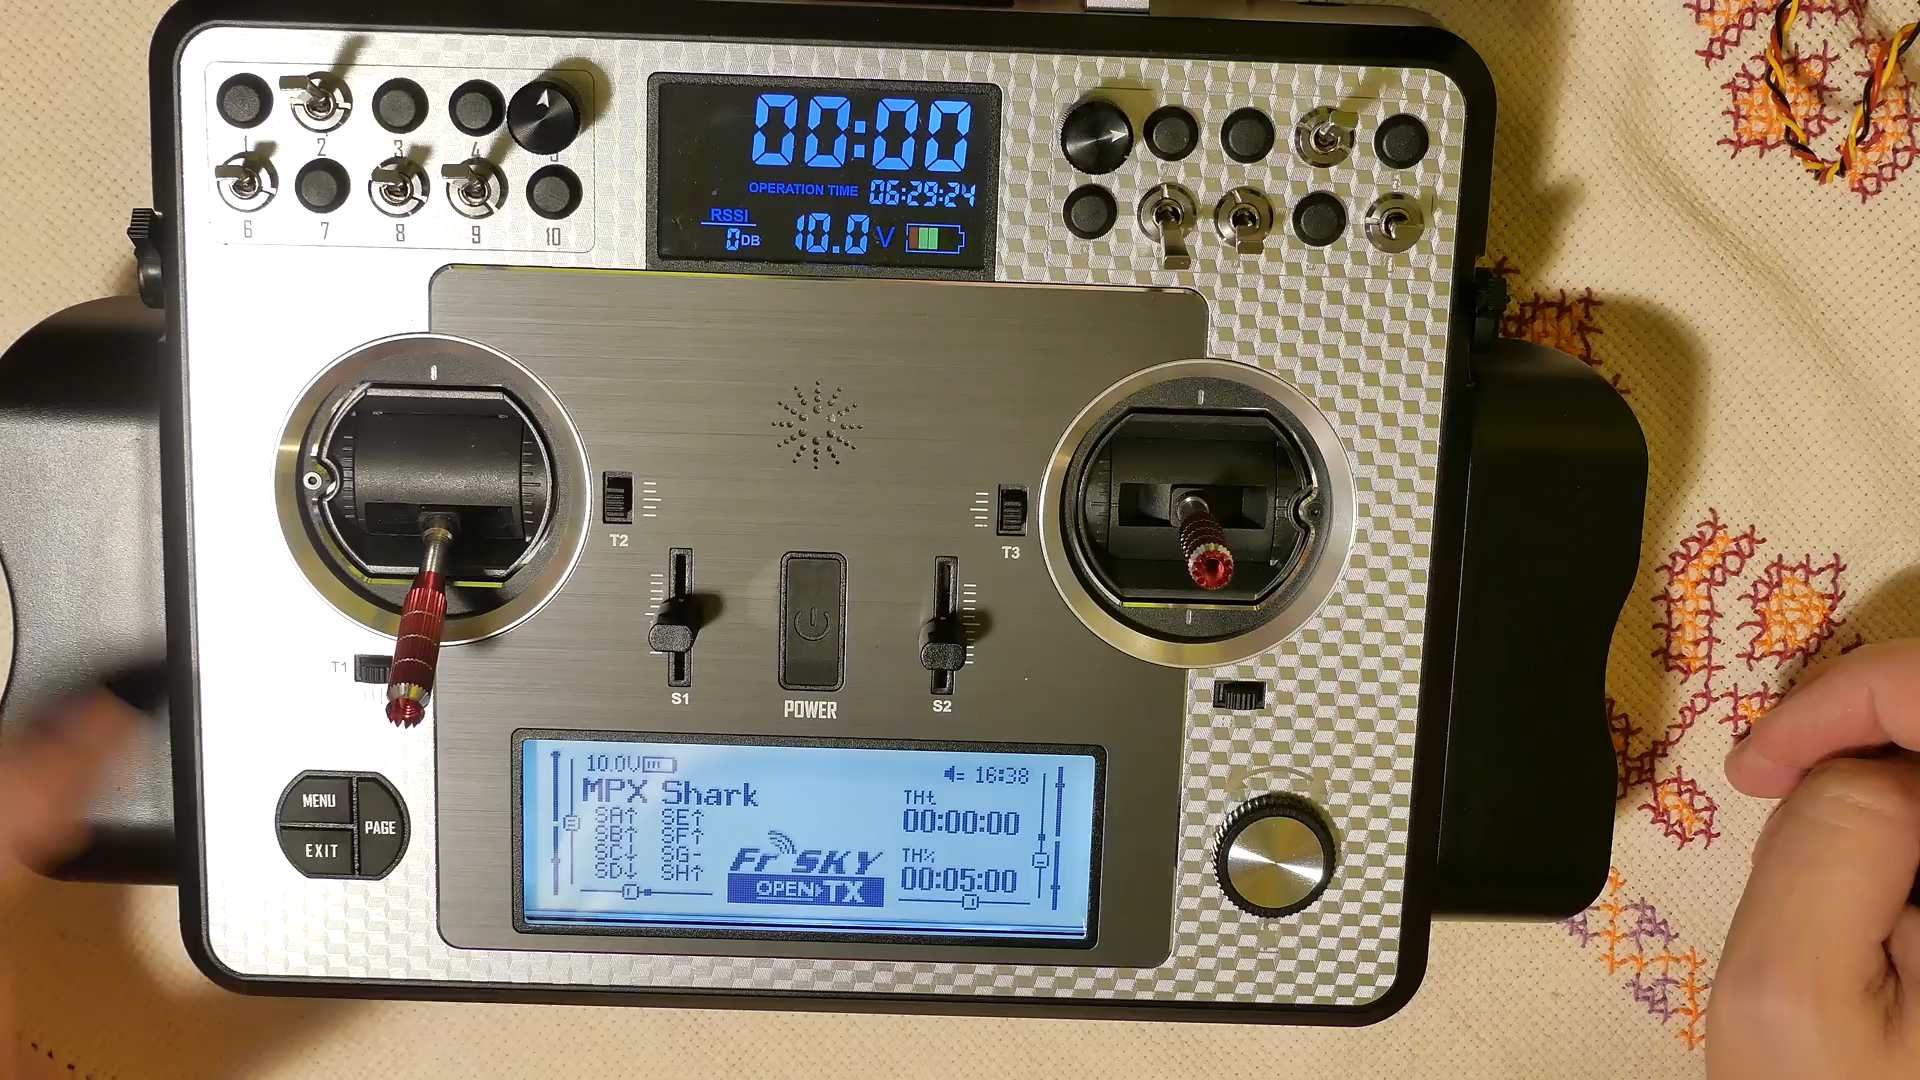 1 2 3 4 5
6 7 8 9 10
00:00
OPERATION TIME 06:29:24
RSSI
0DB 10.0 V
T2
T3
T1
S1
POWER
S2
MENU
PAGE
EXIT
10.0V 16:38
MPX Shark
THt
SA↑ SE↑
00:00:00
SB↑ SF↑
SC↓ SG-
TH%
SD↓ SH↑
00:05:00
FrSKY
OPEN TX